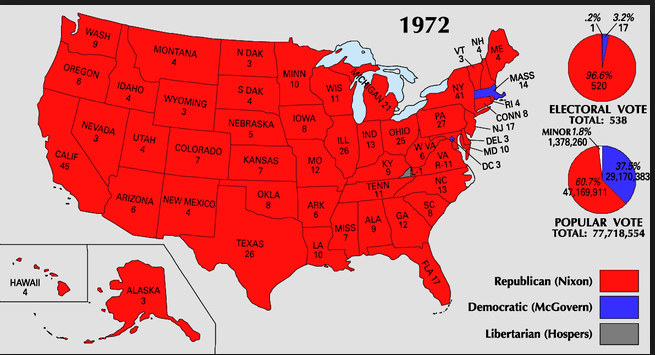 1972
WASH
9
OREGON
6
CALIF
45
NEVADA
3
IDAHO
4
MONTANA
4
WYOMING
3
UTAH
4
COLORADO
7
ARIZONA
6
NEW MEXICO
4
N DAK
3
S DAK
4
NEBRASKA
5
KANSAS
7
OKLA
8
TEXAS
26
MINN
10
IOWA
8
MO
12
ARK
6
LA
10
WIS
11
ILL
26
MICHIGAN 21
IND
13
OHIO
25
KY
9
TENN
11
MISS
7
ALA
9
GA
12
FLA 17
SC
8
NC
13
VA
R-11
L-1
W VA
6
PA
27
NY
41
VT
3
NH
4
ME
4
MASS
14
RI 4
CONN 8
NJ 17
DEL 3
MD 10
DC 3
HAWAII
4
ALASKA
3
.2%
1
3.2%
17
96.6%
520
ELECTORAL VOTE
TOTAL: 538
MINOR 1.8%
1,378,260
37.5%
29,170,383
60.7%
47,169,911
POPULAR VOTE
TOTAL: 77,718,554
Republican (Nixon)
Democratic (McGovern)
Libertarian (Hospers)